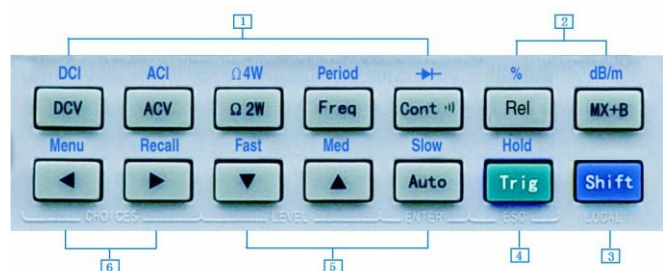 1 2
DCI ACI Ω4W Period % dB/m
DCV ACV Ω 2W Freq Cont Rel MX+B
Menu Recall Fast Med Slow Hold
Auto Trig Shift
CHOICES LEVEL ENTER ESC LOCAL
6 5 4 3